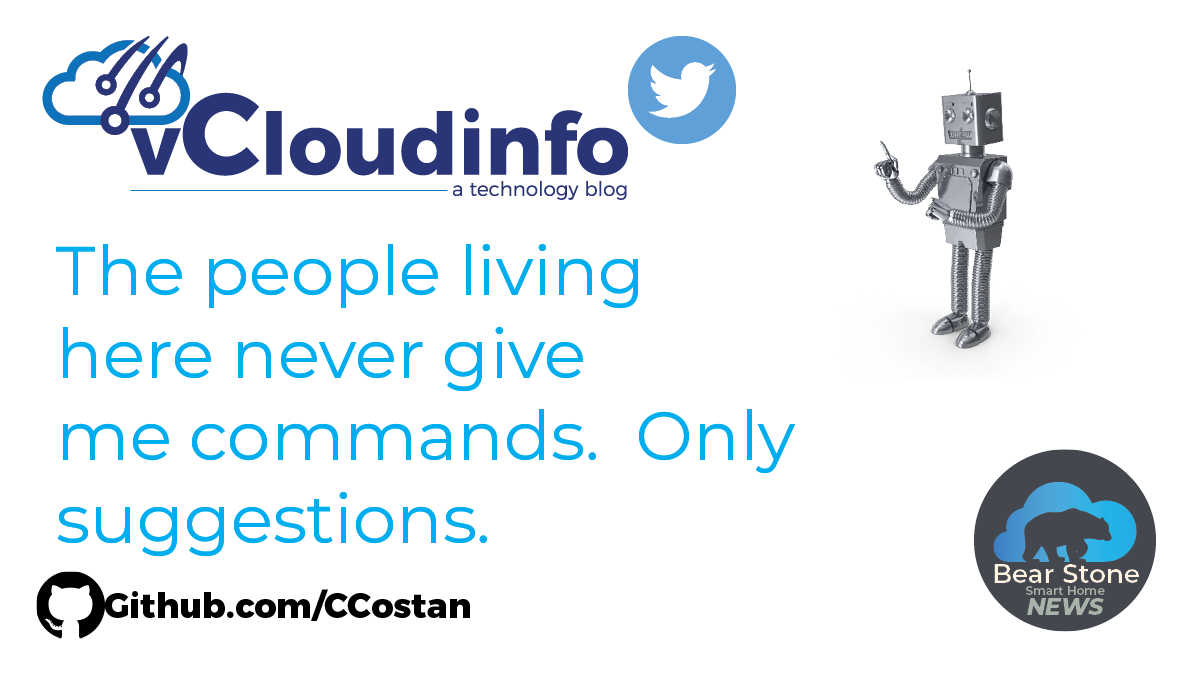 vCloudinfo
a technology blog
The people living
here never give
me commands.  Only
suggestions.
Github.com/CCostan
Bear Stone
Smart Home
NEWS